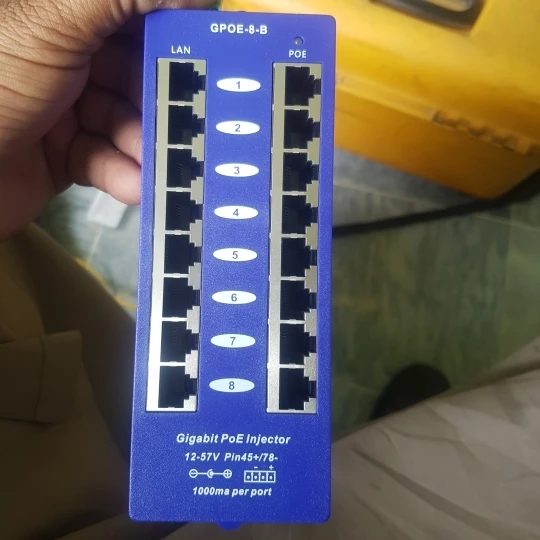 GPOE-8-B
LAN POE
1
2
3
4
5
6
7
8
Gigabit PoE Injector
12-57V Pin45+/78-
- +
1000ma per port